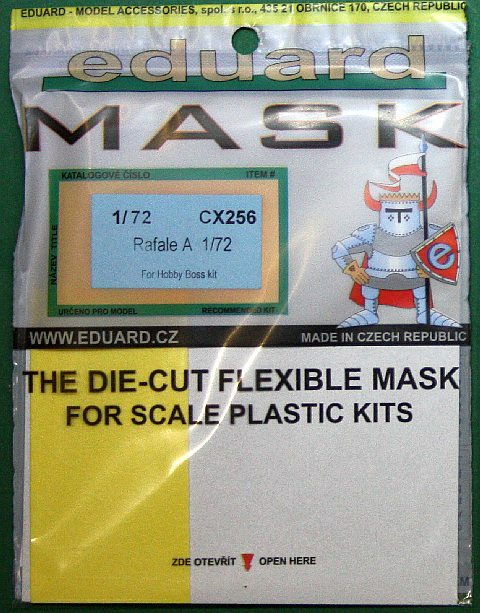 EDUARD - MODEL ACCESSORIES, spol. s r.o., 435 21 OBRNICE 170, CZECH REPUBLIC
eduard
MASK
KATALOGOVÉ ČÍSLO ITEM #
1/72 CX256
Rafale A 1/72
For Hobby Boss kit
NÁZEV TITLE
URČENO PRO MODEL RECOMMENDED KIT
e
WWW.EDUARD.CZ MADE IN CZECH REPUBLIC
THE DIE-CUT FLEXIBLE MASK
FOR SCALE PLASTIC KITS
ZDE OTEVŘÍT OPEN HERE